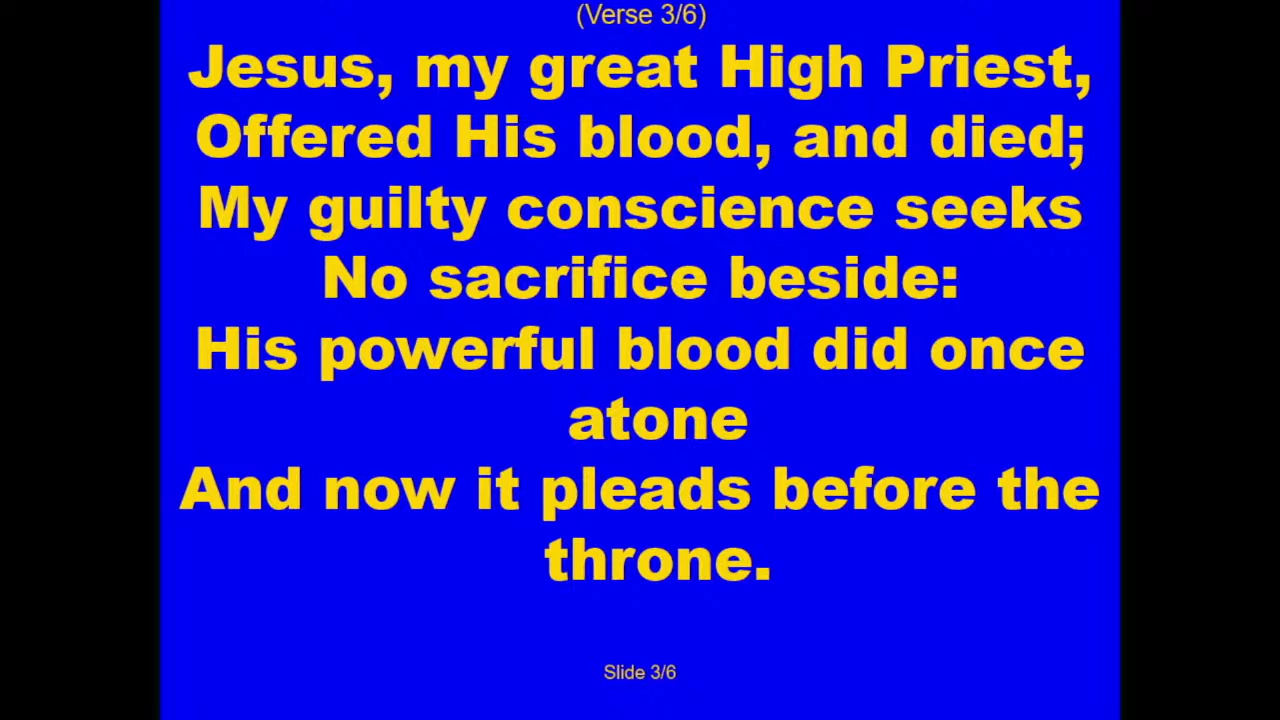 (Verse 3/6)
Jesus, my great High Priest,
Offered His blood, and died;
My guilty conscience seeks
No sacrifice beside:
His powerful blood did once
atone
And now it pleads before the
throne.
Slide 3/6